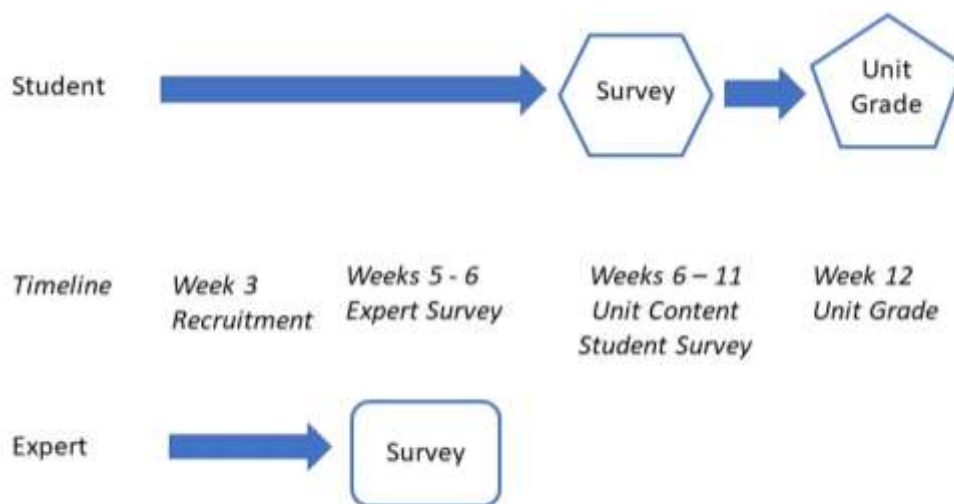 Student
Survey
Unit
Grade
Timeline
Week 3
Recruitment
Weeks 5 - 6
Expert Survey
Weeks 6 – 11
Unit Content
Student Survey
Week 12
Unit Grade
Expert
Survey